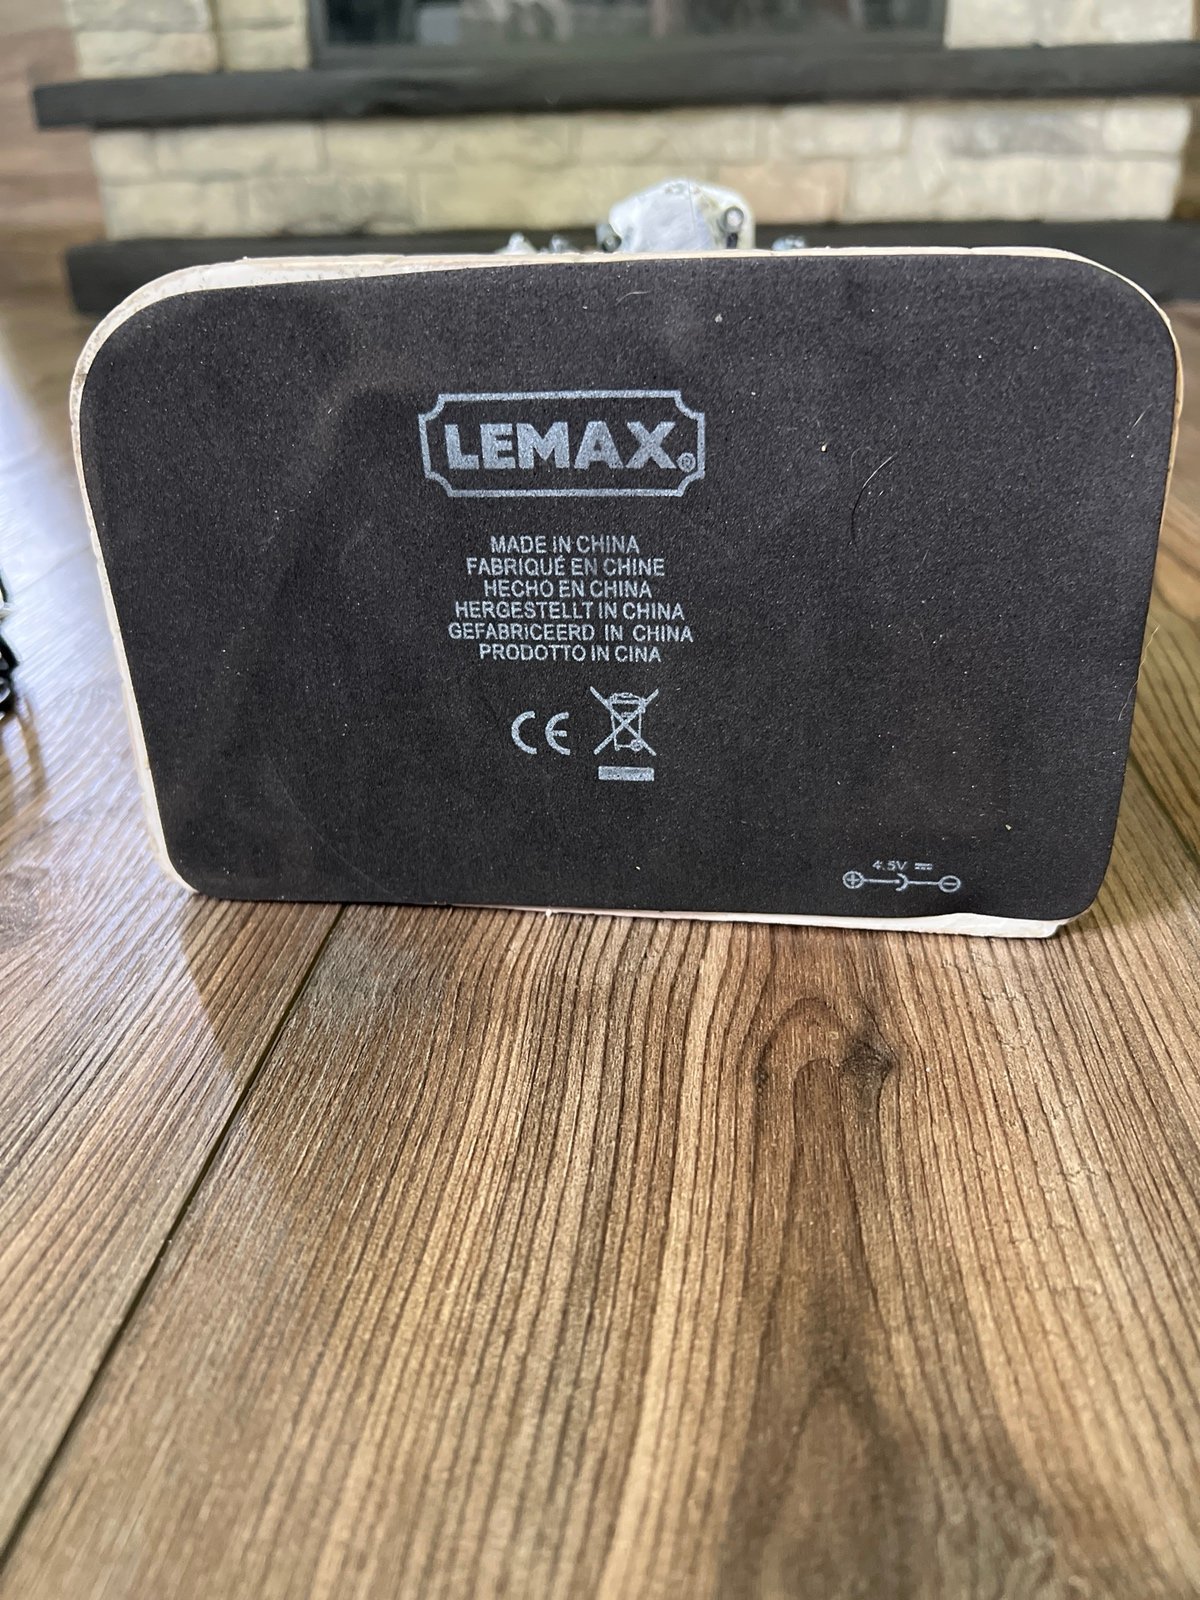 LEMAX®
MADE IN CHINA
FABRIQUÉ EN CHINE
HECHO EN CHINA
HERGESTELLT IN CHINA
GEFABRICEERD IN CHINA
PRODOTTO IN CINA
CE
4.5V ⎓